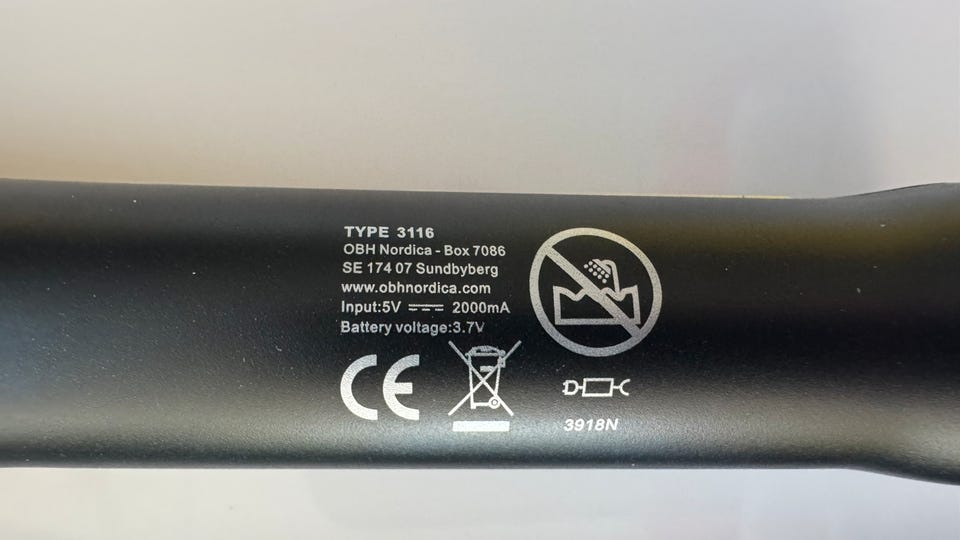 TYPE 3116
OBH Nordica - Box 7086
SE 174 07 Sundbyberg
www.obhnordica.com
Input:5V ⎓ 2000mA
Battery voltage:3.7V
CE
3918N